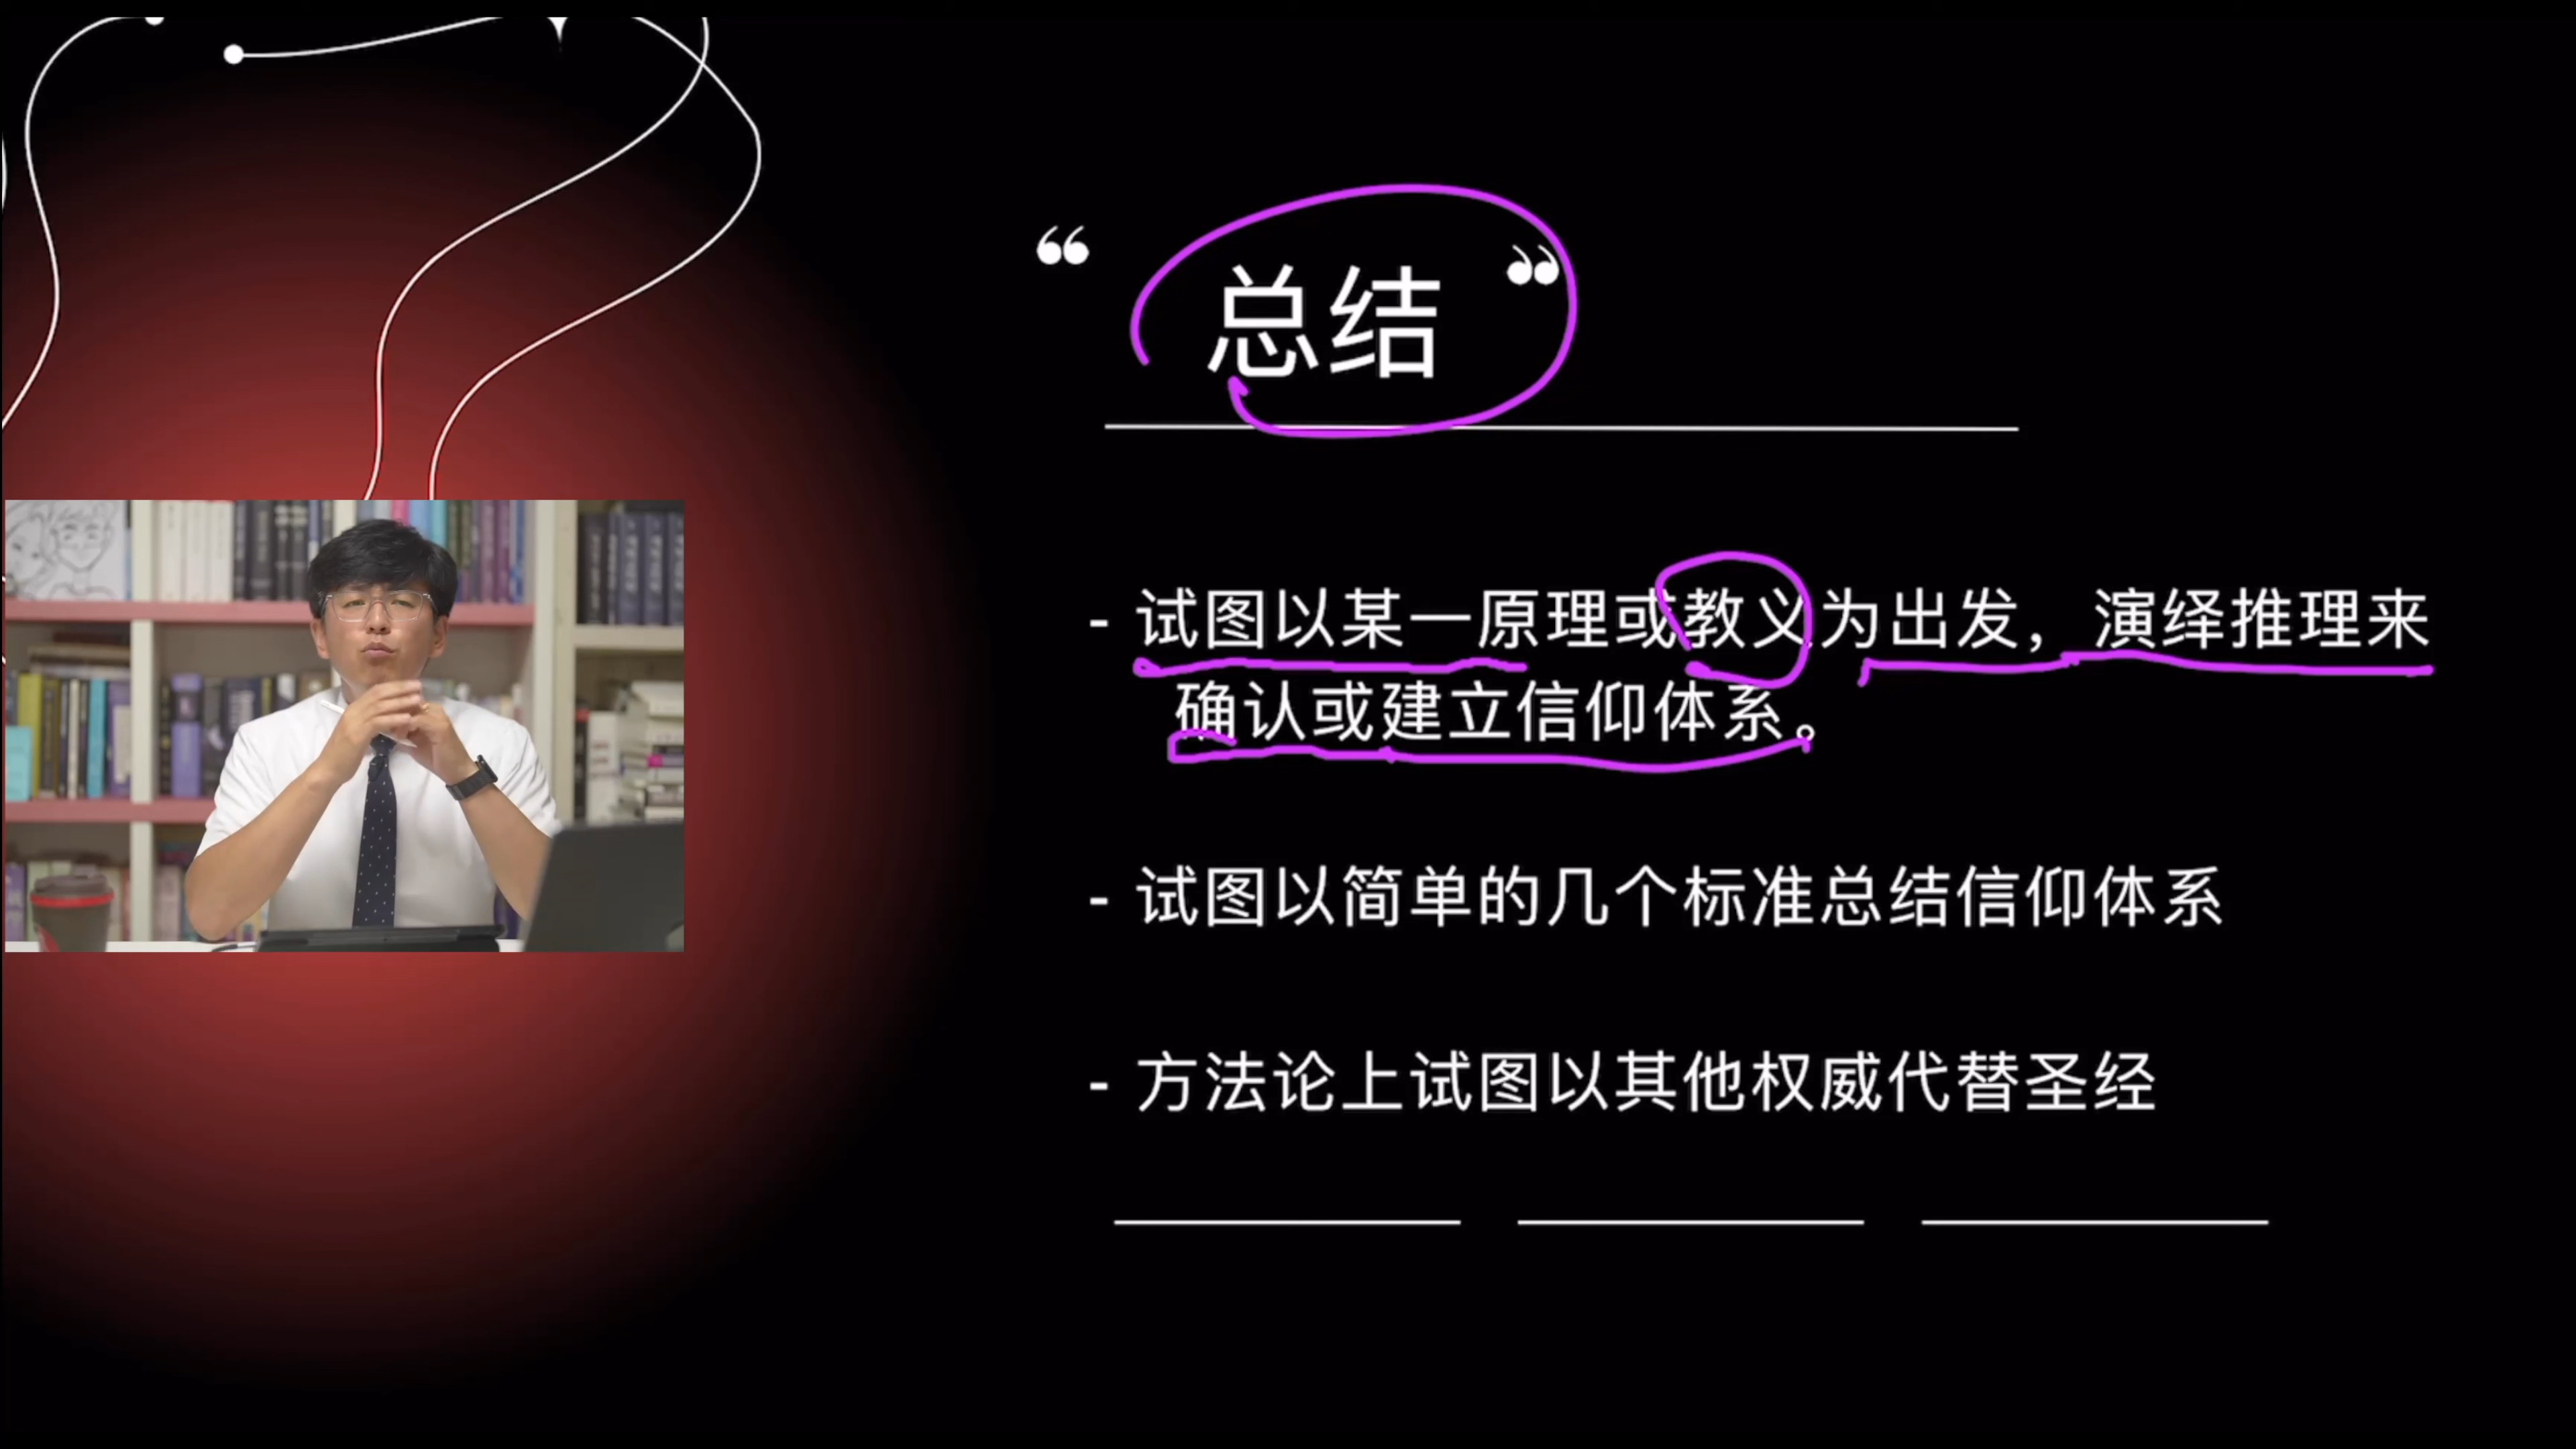 “ 总结 ”
- 试图以某一原理或教义为出发，演绎推理来
确认或建立信仰体系。
- 试图以简单的几个标准总结信仰体系
- 方法论上试图以其他权威代替圣经